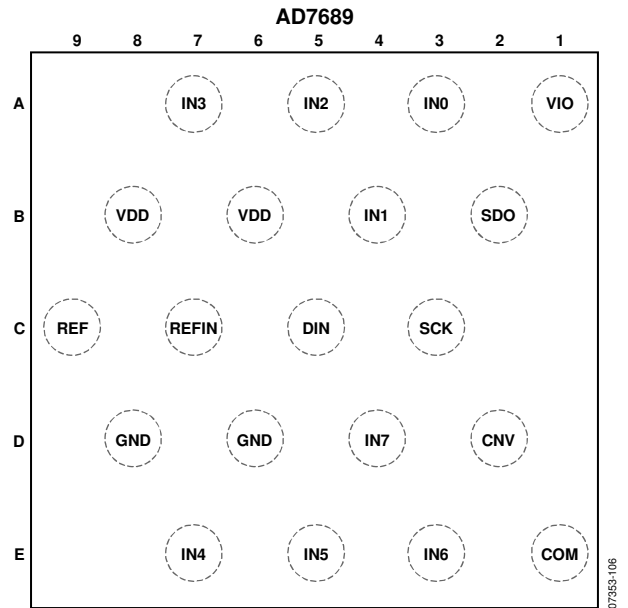 AD7689
9 8 7 6 5 4 3 2 1
A IN3 IN2 IN0 VIO
B VDD VDD IN1 SDO
C REF REFIN DIN SCK
D GND GND IN7 CNV
E IN4 IN5 IN6 COM
07353-106